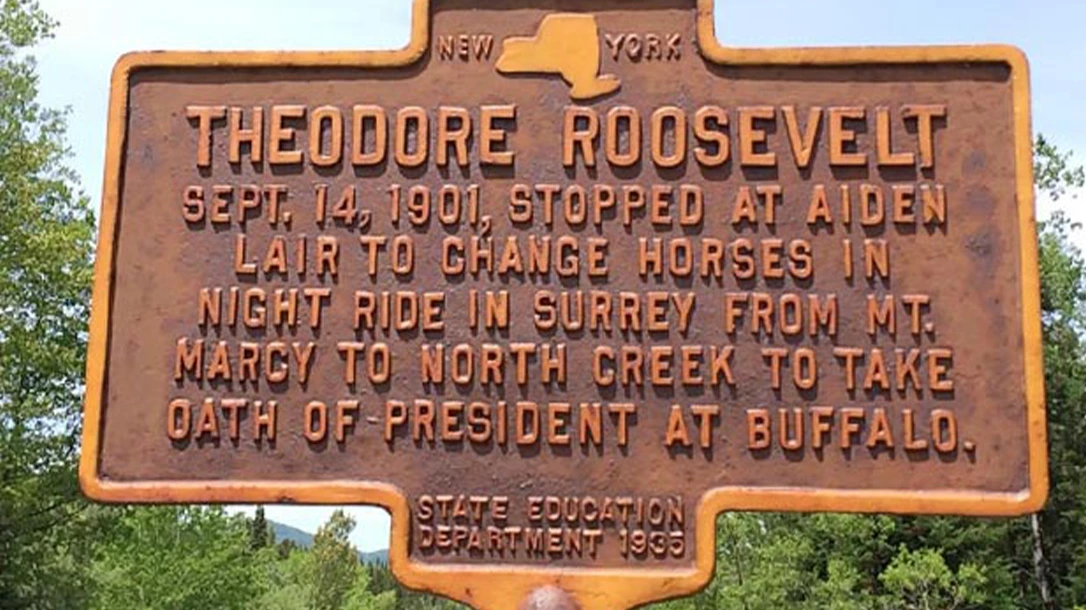 NEW YORK
THEODORE ROOSEVELT
SEPT. 14, 1901, STOPPED AT AIDEN
LAIR TO CHANGE HORSES IN
NIGHT RIDE IN SURREY FROM MT.
MARCY TO NORTH CREEK TO TAKE
OATH OF PRESIDENT AT BUFFALO.
STATE EDUCATION
DEPARTMENT 1935